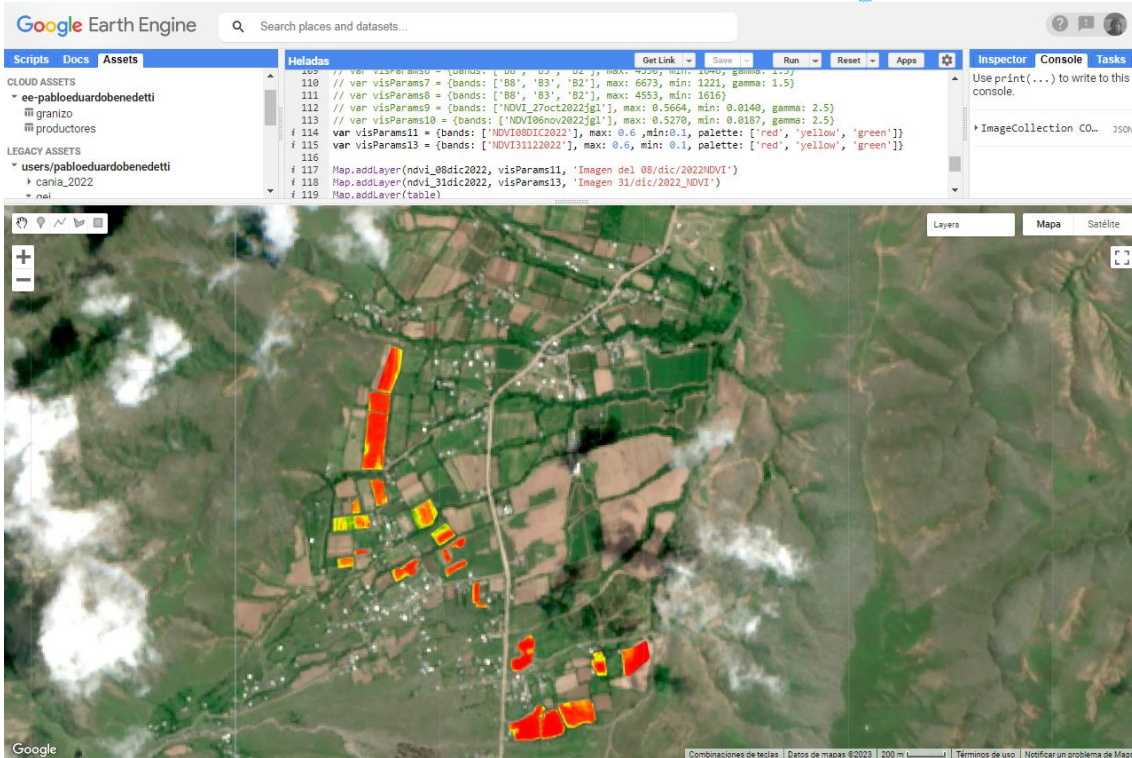 Google Earth Engine
Search places and datasets...
Scripts Docs Assets
CLOUD ASSETS
ee-pabloeduardobenedetti
granizo
productores
LEGACY ASSETS
users/pabloeduardobenedetti
cania_2022
Heladas
Get Link Save Run Reset Apps
110 // var visParams7 = {bands: ['B8', 'B3', 'B2'], max: 6673, min: 1221, gamma: 1.5}
111 // var visParams8 = {bands: ['B8', 'B3', 'B2'], max: 4553, min: 1616}
112 // var visParams9 = {bands: ['NDVI_27oct2022jgl'], max: 0.5664, min: 0.0140, gamma: 2.5}
113 // var visParams10 = {bands: ['NDVI06nov2022jgl'], max: 0.5270, min: 0.0187, gamma: 2.5}
i 114 var visParams11 = {bands: ['NDVI08DIC2022'], max: 0.6 ,min:0.1, palette: ['red', 'yellow', 'green']}
i 115 var visParams13 = {bands: ['NDVI31122022'], max: 0.6, min: 0.1, palette: ['red', 'yellow', 'green']}
116
i 117 Map.addLayer(ndvi_08dic2022, visParams11, 'Imagen del 08/dic/2022NDVI')
i 118 Map.addLayer(ndvi_31dic2022, visParams13, 'Imagen 31/dic/2022_NDVI')
i 119 Map.addLayer(table)
Inspector Console Tasks
Use print(...) to write to this
console.
ImageCollection CO… JSON
Layers
Mapa Satélite
Google
Combinaciones de teclas Datos de mapas ©2023 200 m Términos de uso Notificar un problema de Maps